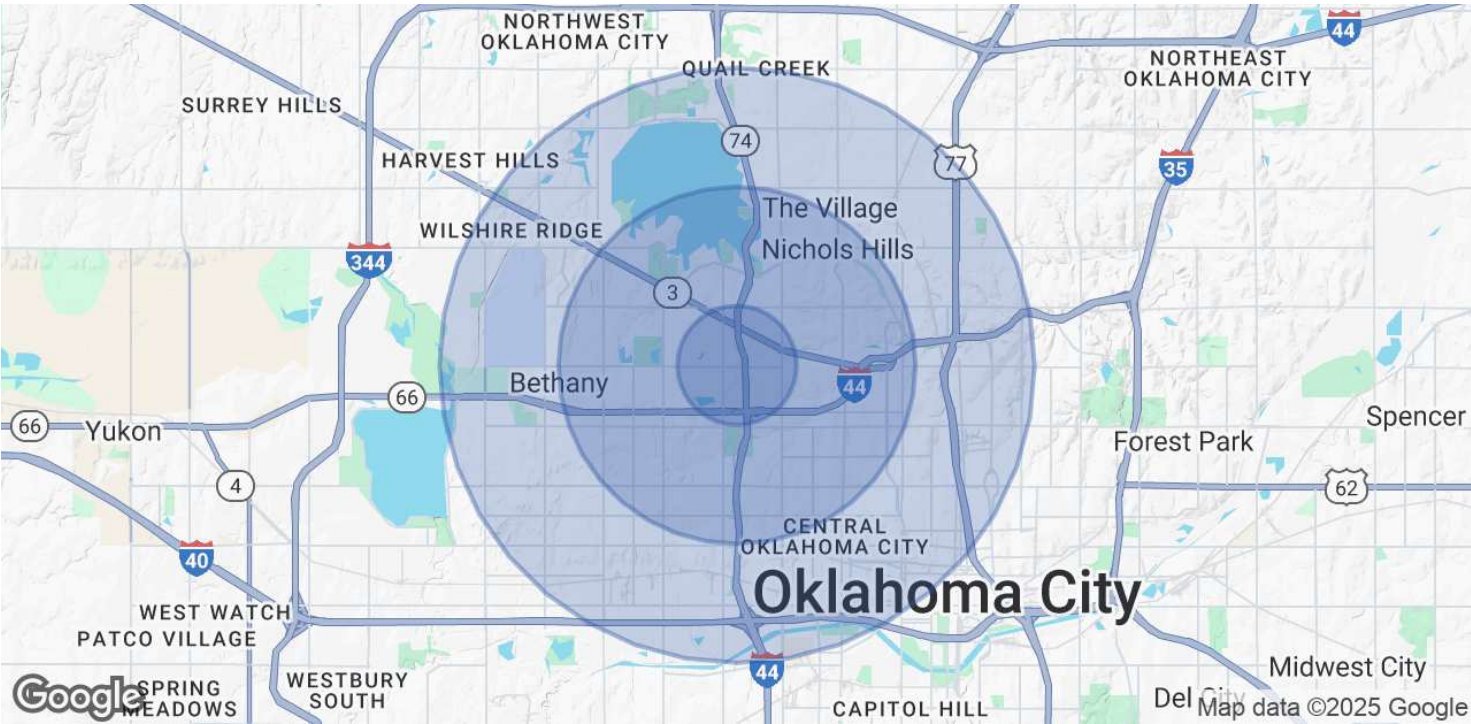 NORTHWEST
OKLAHOMA CITY
44
NORTHEAST
OKLAHOMA CITY
QUAIL CREEK
SURREY HILLS
74
HARVEST HILLS
77
35
The Village
WILSHIRE RIDGE
Nichols Hills
344
3
Bethany
44
66
66
Yukon
Spencer
Forest Park
4
62
CENTRAL
OKLAHOMA CITY
40
Oklahoma City
WEST WATCH
PATCO VILLAGE
44
Midwest City
WESTBURY
SOUTH
Google
SPRING
MEADOWS
CAPITOL HILL
Del City
Map data ©2025 Google